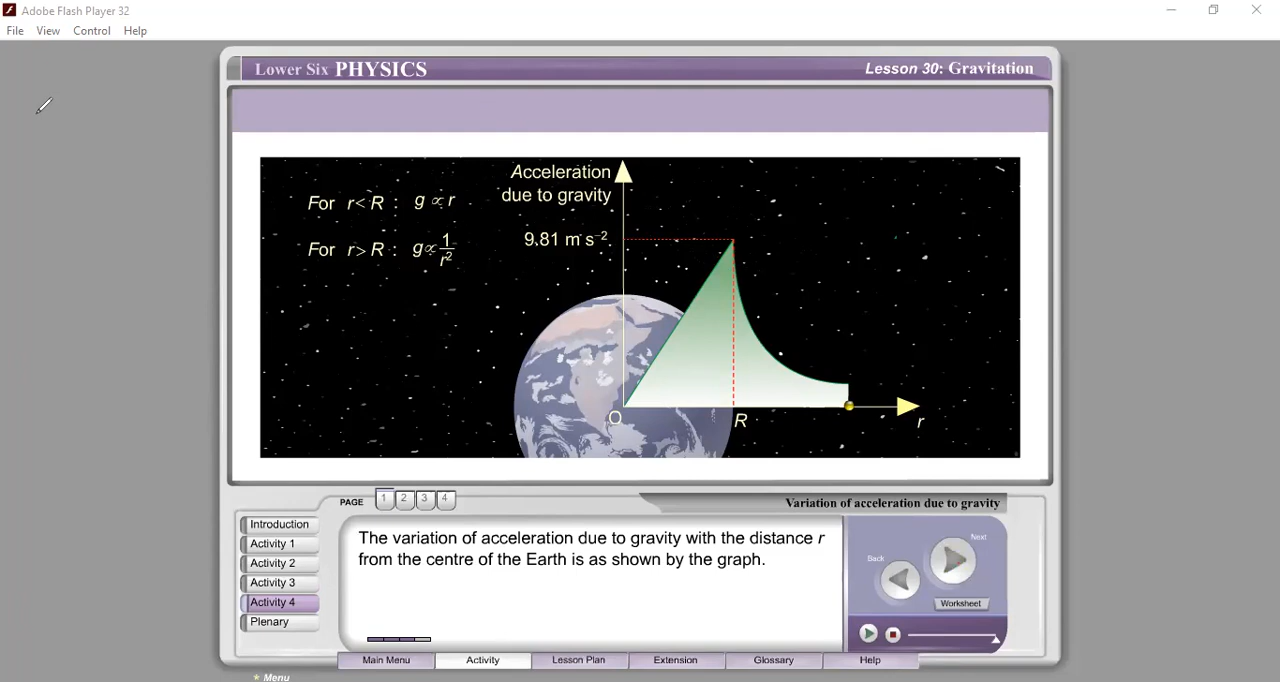 Adobe Flash Player 32
File View Control Help
Lower Six PHYSICS
Lesson 30: Gravitation
For r < R : g ∝ r
For r > R : g ∝ 1/r²
Acceleration
due to gravity
9.81 m s⁻².
O
R
r
PAGE 1 2 3 4
Variation of acceleration due to gravity
Introduction
Activity 1
Activity 2
Activity 3
Activity 4
Plenary
The variation of acceleration due to gravity with the distance r
from the centre of the Earth is as shown by the graph.
Next
Back
Worksheet
Main Menu Activity Lesson Plan Extension Glossary Help
★ Menu